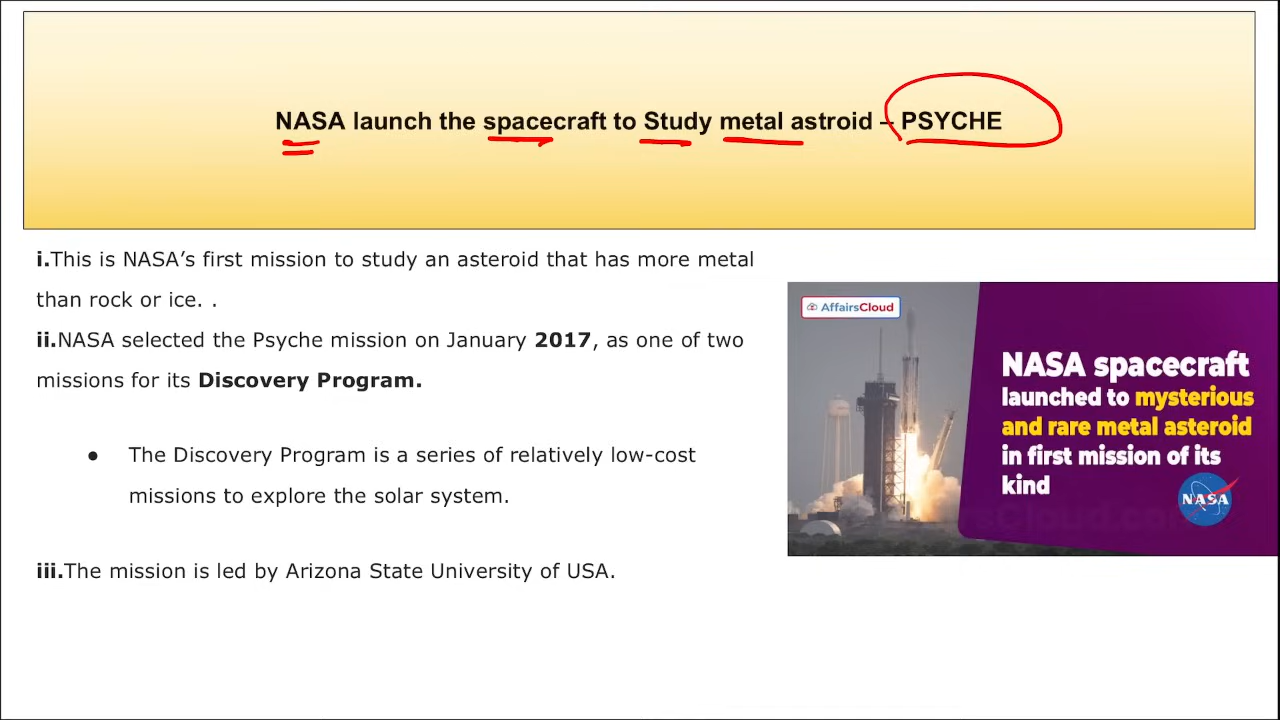 NASA launch the spacecraft to Study metal astroid – PSYCHE
i.This is NASA’s first mission to study an asteroid that has more metal
than rock or ice. .
ii.NASA selected the Psyche mission on January 2017, as one of two
missions for its Discovery Program.
● The Discovery Program is a series of relatively low-cost
missions to explore the solar system.
iii.The mission is led by Arizona State University of USA.
AffairsCloud
NASA spacecraft
launched to mysterious
and rare metal asteroid
in first mission of its
kind
NASA